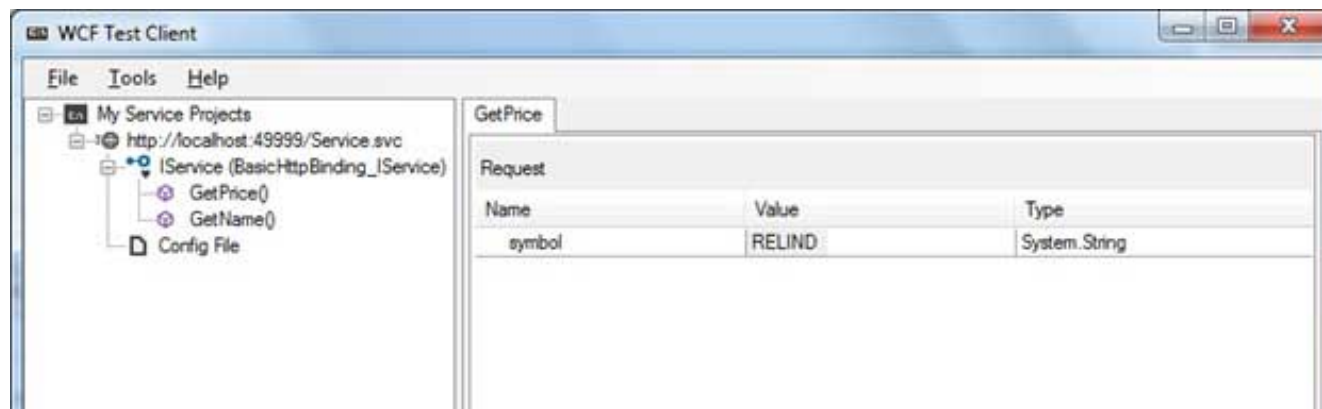 WCF Test Client
File Tools Help
My Service Projects
http://localhost:49999/Service.svc
IService (BasicHttpBinding_IService)
GetPrice()
GetName()
Config File
GetPrice
Request
Name Value Type
symbol RELIND System.String